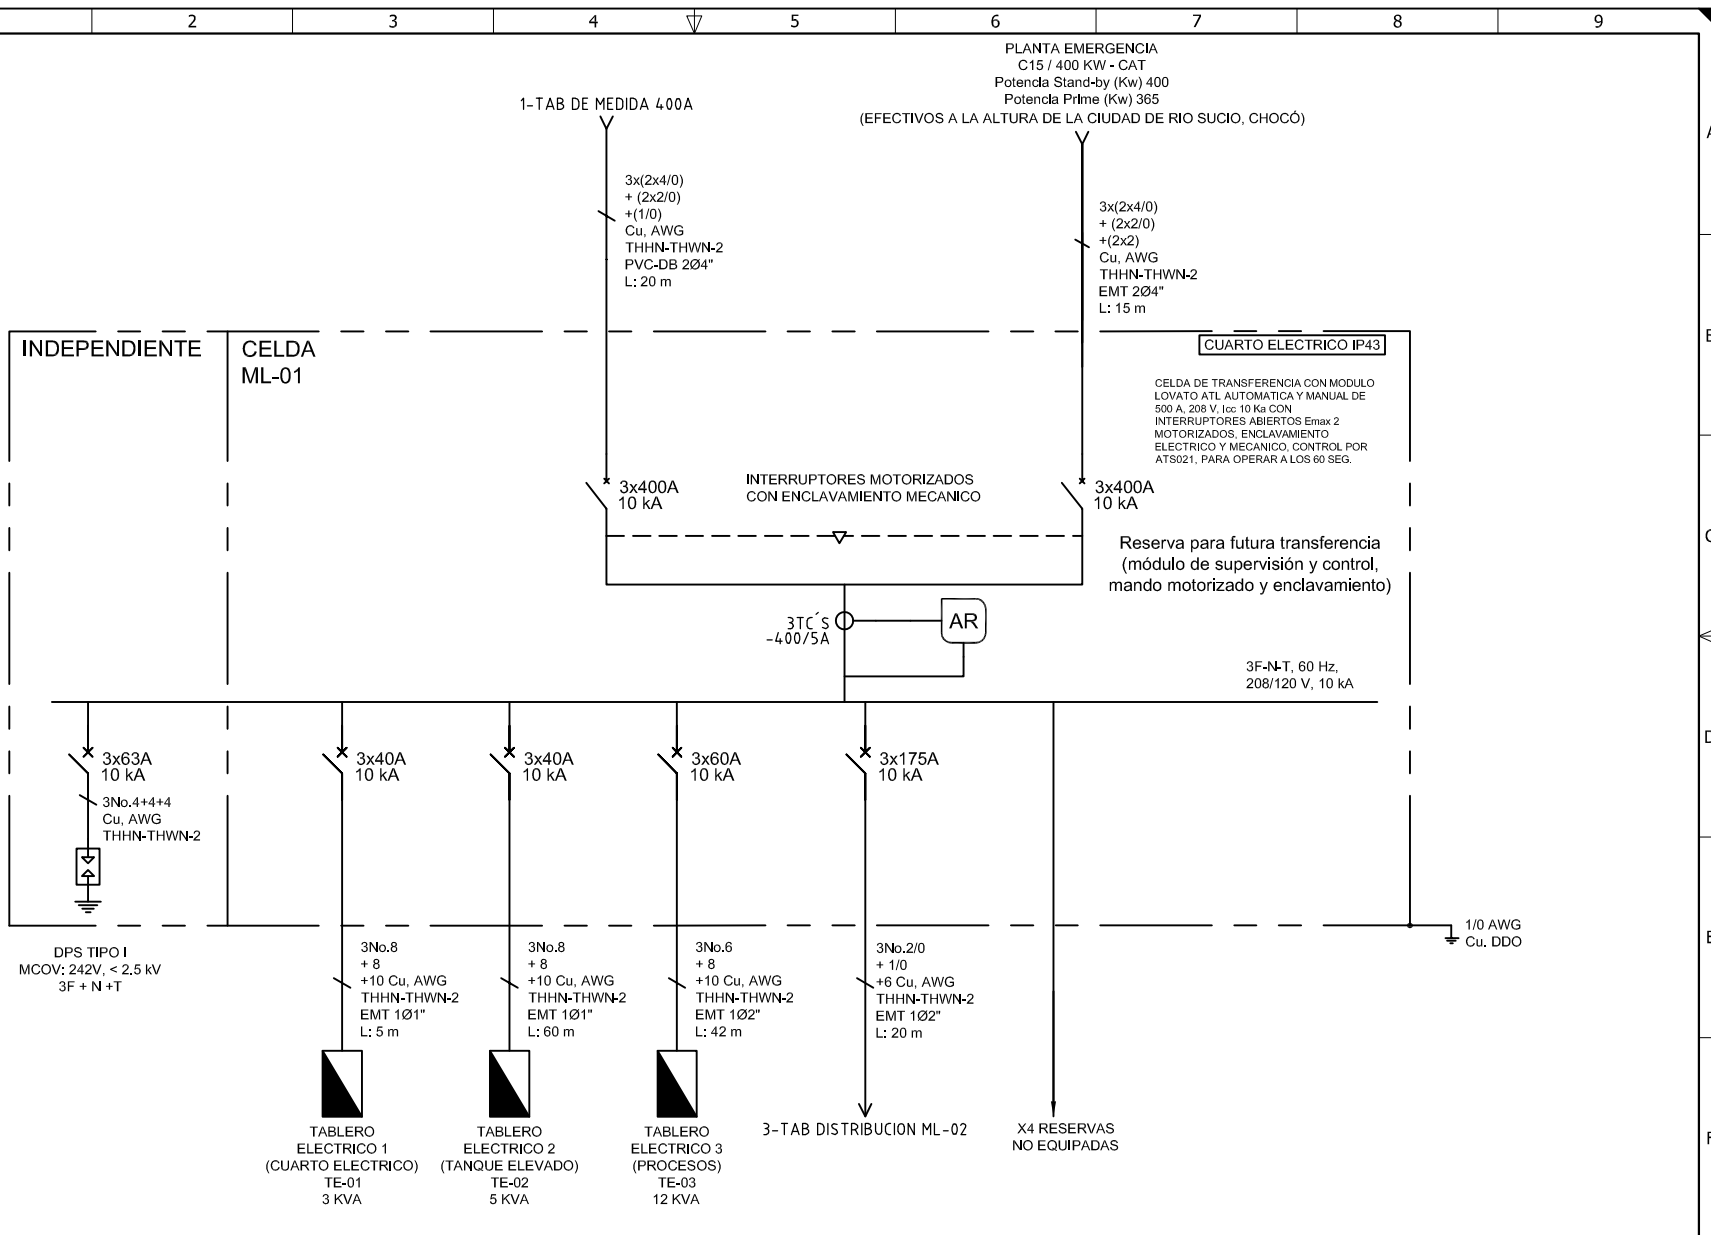 2
3
4
5
6
7
8
9
PLANTA EMERGENCIA
C15 / 400 KW - CAT
Potencia Stand-by (Kw) 400
Potencia Prime (Kw) 365
(EFECTIVOS A LA ALTURA DE LA CIUDAD DE RIO SUCIO, CHOCÓ)
1-TAB DE MEDIDA 400A
3x(2x4/0)
+ (2x2/0)
+(1/0)
Cu, AWG
THHN-THWN-2
PVC-DB 2Ø4"
L: 20 m
3x(2x4/0)
+ (2x2/0)
+(2x2)
Cu, AWG
THHN-THWN-2
EMT 2Ø4"
L: 15 m
INDEPENDIENTE
CELDA
ML-01
CUARTO ELECTRICO IP43
CELDA DE TRANSFERENCIA CON MODULO
LOVATO ATL AUTOMATICA Y MANUAL DE
500 A, 208 V, Icc 10 Ka CON
INTERRUPTORES ABIERTOS Emax 2
MOTORIZADOS, ENCLAVAMIENTO
ELECTRICO Y MECANICO, CONTROL POR
ATS021, PARA OPERAR A LOS 60 SEG.
3x400A
10 kA
INTERRUPTORES MOTORIZADOS
CON ENCLAVAMIENTO MECANICO
3x400A
10 kA
Reserva para futura transferencia
(módulo de supervisión y control,
mando motorizado y enclavamiento)
3TC´S
-400/5A
AR
3F-N-T, 60 Hz,
208/120 V, 10 kA
3x63A
10 kA
3x40A
10 kA
3x40A
10 kA
3x60A
10 kA
3x175A
10 kA
3No.4+4+4
Cu, AWG
THHN-THWN-2
DPS TIPO I
MCOV: 242V, < 2.5 kV
3F + N +T
3No.8
+ 8
+10 Cu, AWG
THHN-THWN-2
EMT 1Ø1"
L: 5 m
3No.8
+ 8
+10 Cu, AWG
THHN-THWN-2
EMT 1Ø1"
L: 60 m
3No.6
+ 8
+10 Cu, AWG
THHN-THWN-2
EMT 1Ø2"
L: 42 m
3No.2/0
+ 1/0
+6 Cu, AWG
THHN-THWN-2
EMT 1Ø2"
L: 20 m
1/0 AWG
Cu. DDO
TABLERO
ELECTRICO 1
(CUARTO ELECTRICO)
TE-01
3 KVA
TABLERO
ELECTRICO 2
(TANQUE ELEVADO)
TE-02
5 KVA
TABLERO
ELECTRICO 3
(PROCESOS)
TE-03
12 KVA
3-TAB DISTRIBUCION ML-02
X4 RESERVAS
NO EQUIPADAS